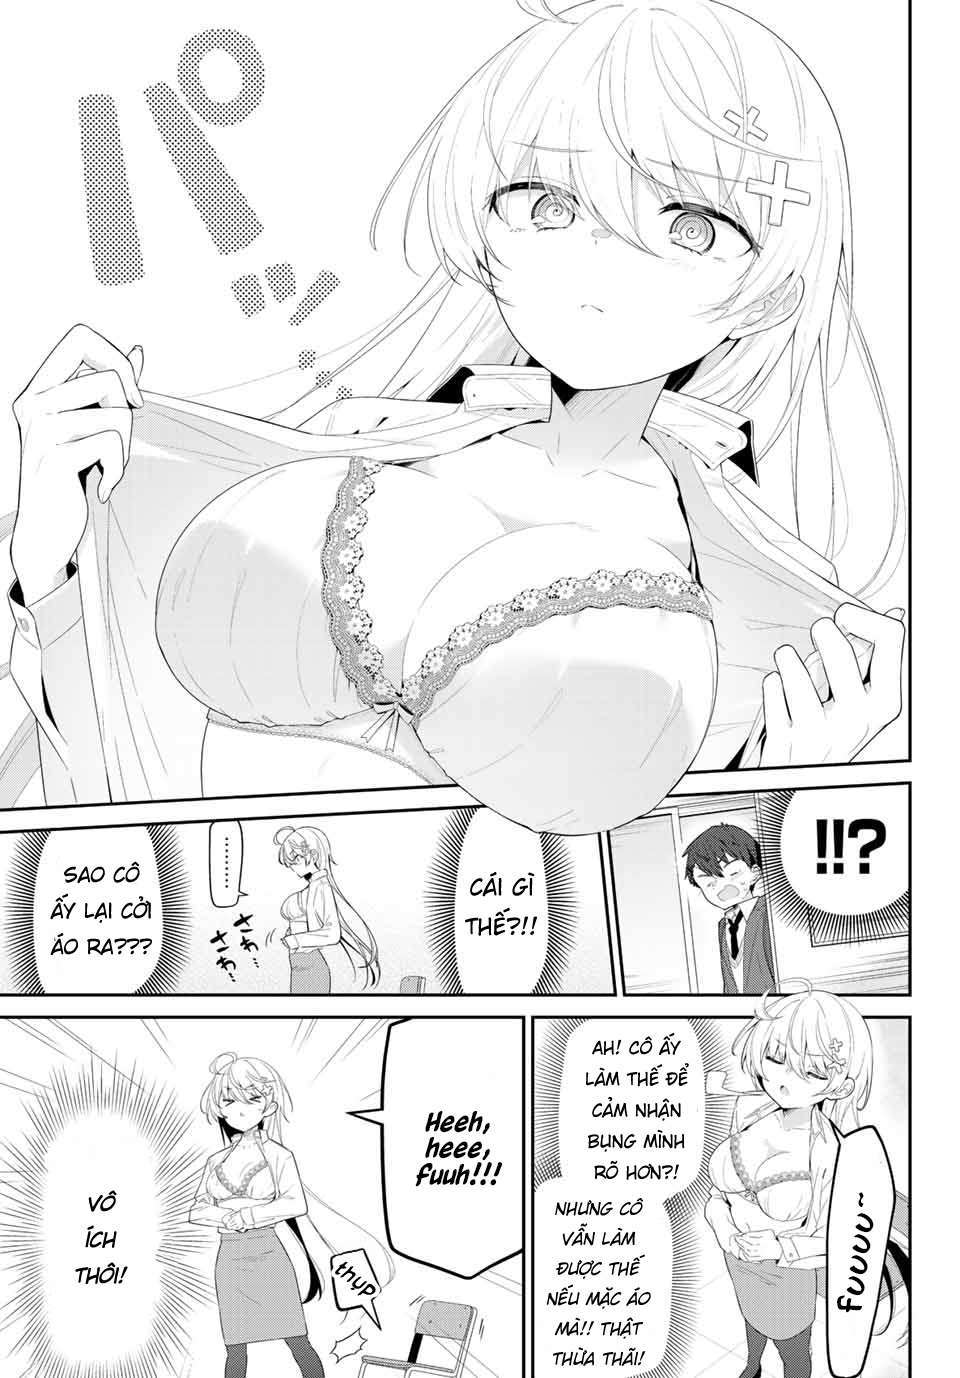 パッ
!!?
CÁI GÌ
THẾ?!!
………
さわ
さわ
SAO CÔ
ẤY LẠI CỞI
ÁO RA???
AH! CÔ ẤY
LÀM THẾ ĐỂ
CẢM NHẬN
BỤNG MÌNH
RÕ HƠN?!
NHƯNG CÔ
VẪN LÀM
ĐƯỢC THẾ
NẾU MẶC ÁO
MÀ!! THẬT
THỪA THÃI!
fuuuu~
Heeh,
heee,
fuuh!!!
thụp
VÔ
ÍCH
THÔI!